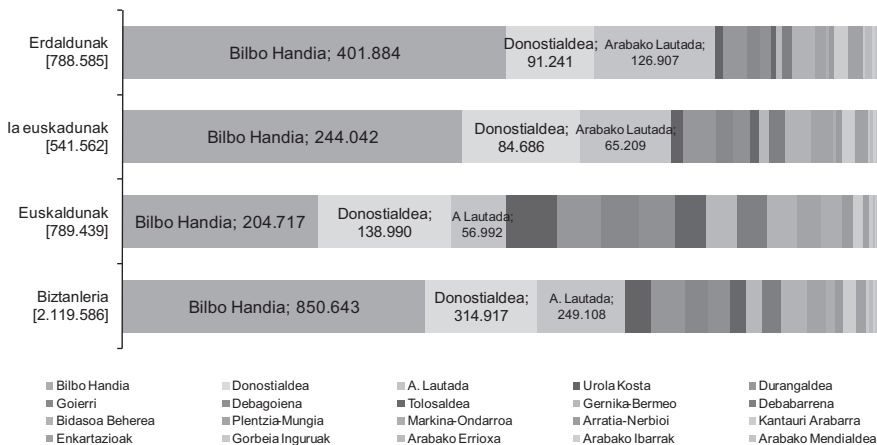 Erdaldunak
[788.585]
Bilbo Handia; 401.884
Donostialdea;
91.241
Arabako Lautada;
126.907
la euskadunak
[541.562]
Bilbo Handia; 244.042
Donostialdea;
84.686
Arabako Lautada;
65.209
Euskaldunak
[789.439]
Bilbo Handia; 204.717
Donostialdea;
138.990
A Lautada;
56.992
Biztanleria
[2.119.586]
Bilbo Handia; 850.643
Donostialdea;
314.917
A. Lautada;
249.108
Bilbo Handia Donostialdea A. Lautada Urola Kosta Durangaldea
Goierri Debagoiena Tolosaldea Gernika-Bermeo Debabarrena
Bidasoa Beherea Plentzia-Mungia Markina-Ondarroa Arratia-Nerbioi Kantauri Arabarra
Enkartazioak Gorbeia Inguruak Arabako Errioxa Arabako Ibarrak Arabako Mendialdea